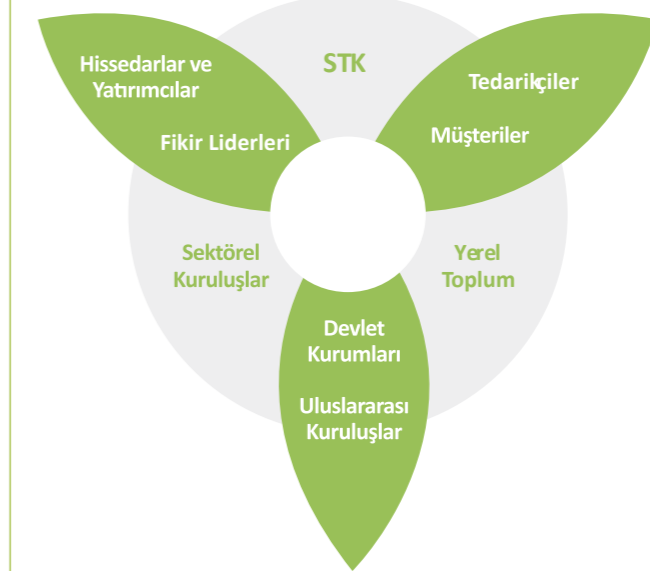 Hissedarlar ve
Yatırımcılar
Fikir Liderleri
STK
Tedarikçiler
Müşteriler
Sektörel
Kuruluşlar
Yerel
Toplum
Devlet
Kurumları
Uluslararası
Kuruluşlar